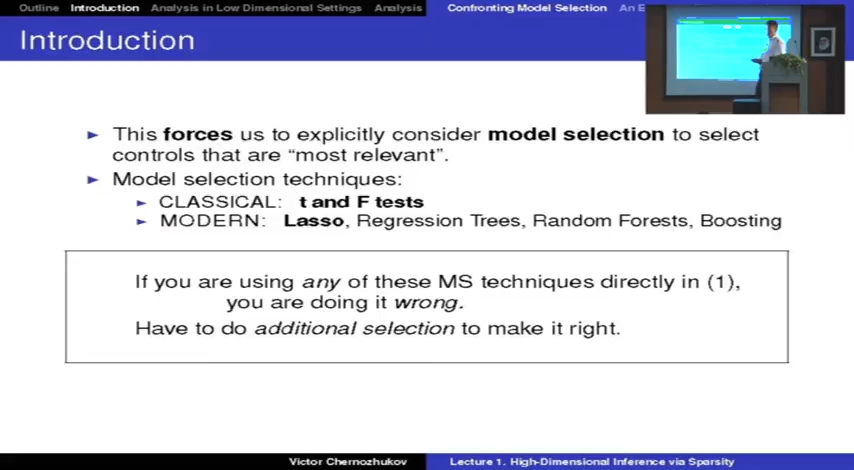 Outline Introduction Analysis in Low Dimensional Settings Analysis Confronting Model Selection An E
Introduction
► This forces us to explicitly consider model selection to select
controls that are “most relevant”.
► Model selection techniques:
► CLASSICAL: t and F tests
► MODERN: Lasso, Regression Trees, Random Forests, Boosting
If you are using any of these MS techniques directly in (1),
you are doing it wrong.
Have to do additional selection to make it right.
Victor Chernozhukov Lecture 1. High-Dimensional Inference via Sparsity